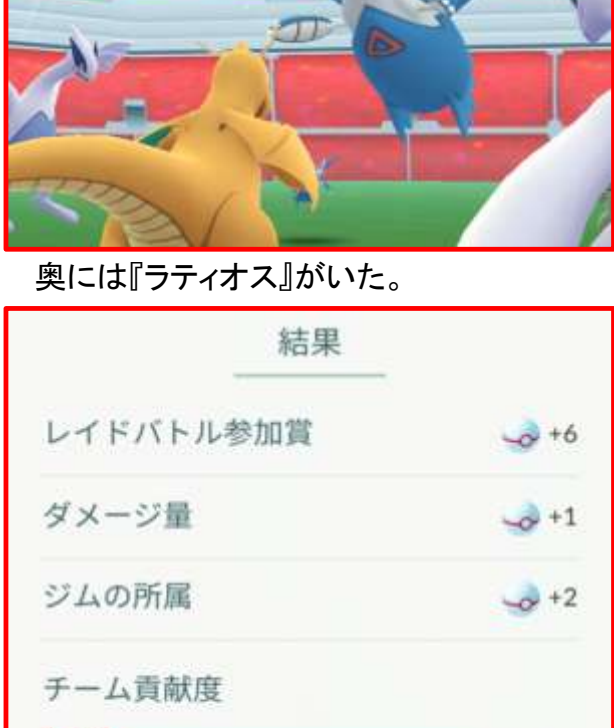 奥には『ラティオス』がいた。
結果
レイドバトル参加賞 +6
ダメージ量 +1
ジムの所属 +2
チーム貢献度